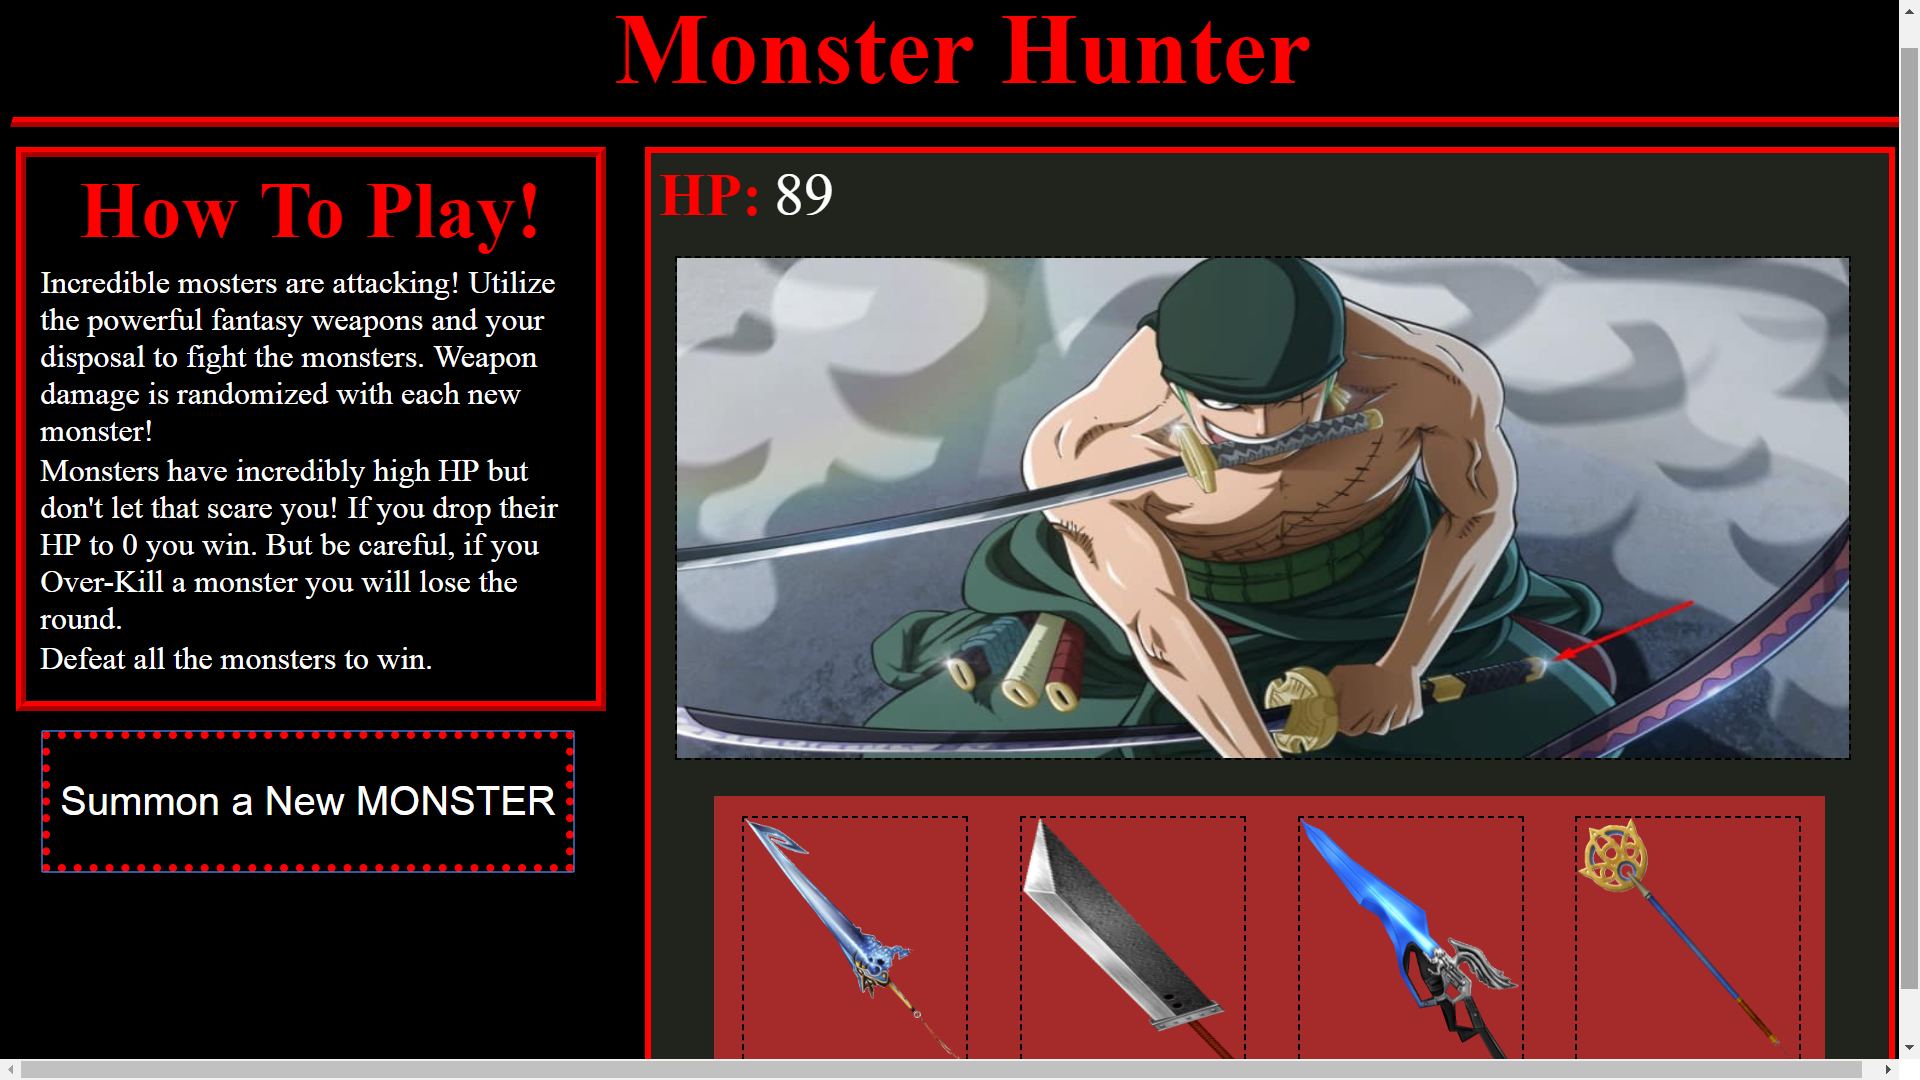 Monster Hunter
How To Play!
Incredible mosters are attacking! Utilize
the powerful fantasy weapons and your
disposal to fight the monsters. Weapon
damage is randomized with each new
monster!
Monsters have incredibly high HP but
don't let that scare you! If you drop their
HP to 0 you win. But be careful, if you
Over-Kill a monster you will lose the
round.
Defeat all the monsters to win.
Summon a New MONSTER
HP: 89